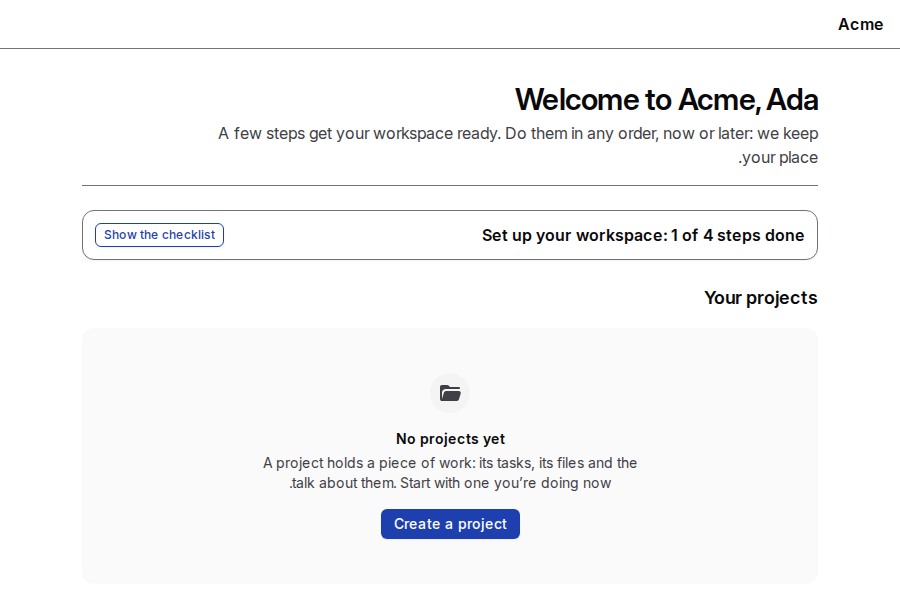 Acme
Welcome to Acme, Ada
A few steps get your workspace ready. Do them in any order, now or later: we keep
your place.
Set up your workspace: 1 of 4 steps done
Show the checklist
Your projects
No projects yet
A project holds a piece of work: its tasks, its files and the
talk about them. Start with one you’re doing now.
Create a project